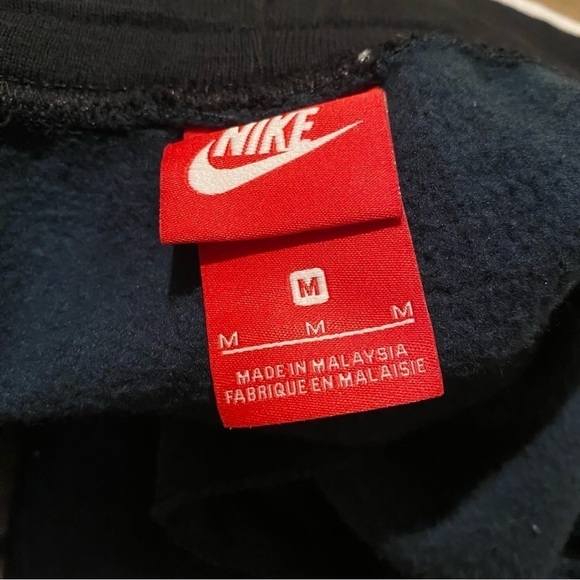 NIKE
M
M M M
MADE IN MALAYSIA
FABRIQUE EN MALAISIE